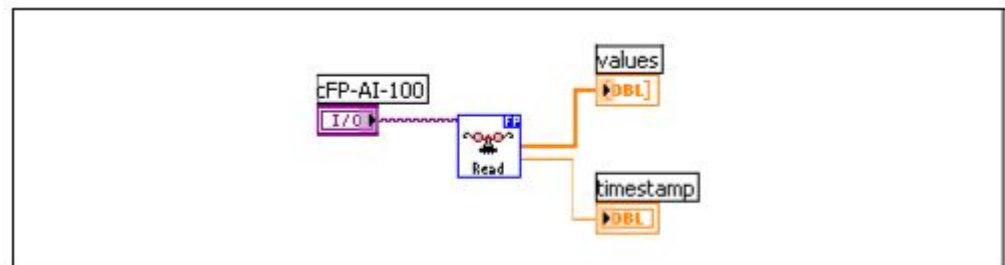 values
cFP-AI-100
DBL
I/O
FP
Read
timestamp
DBL